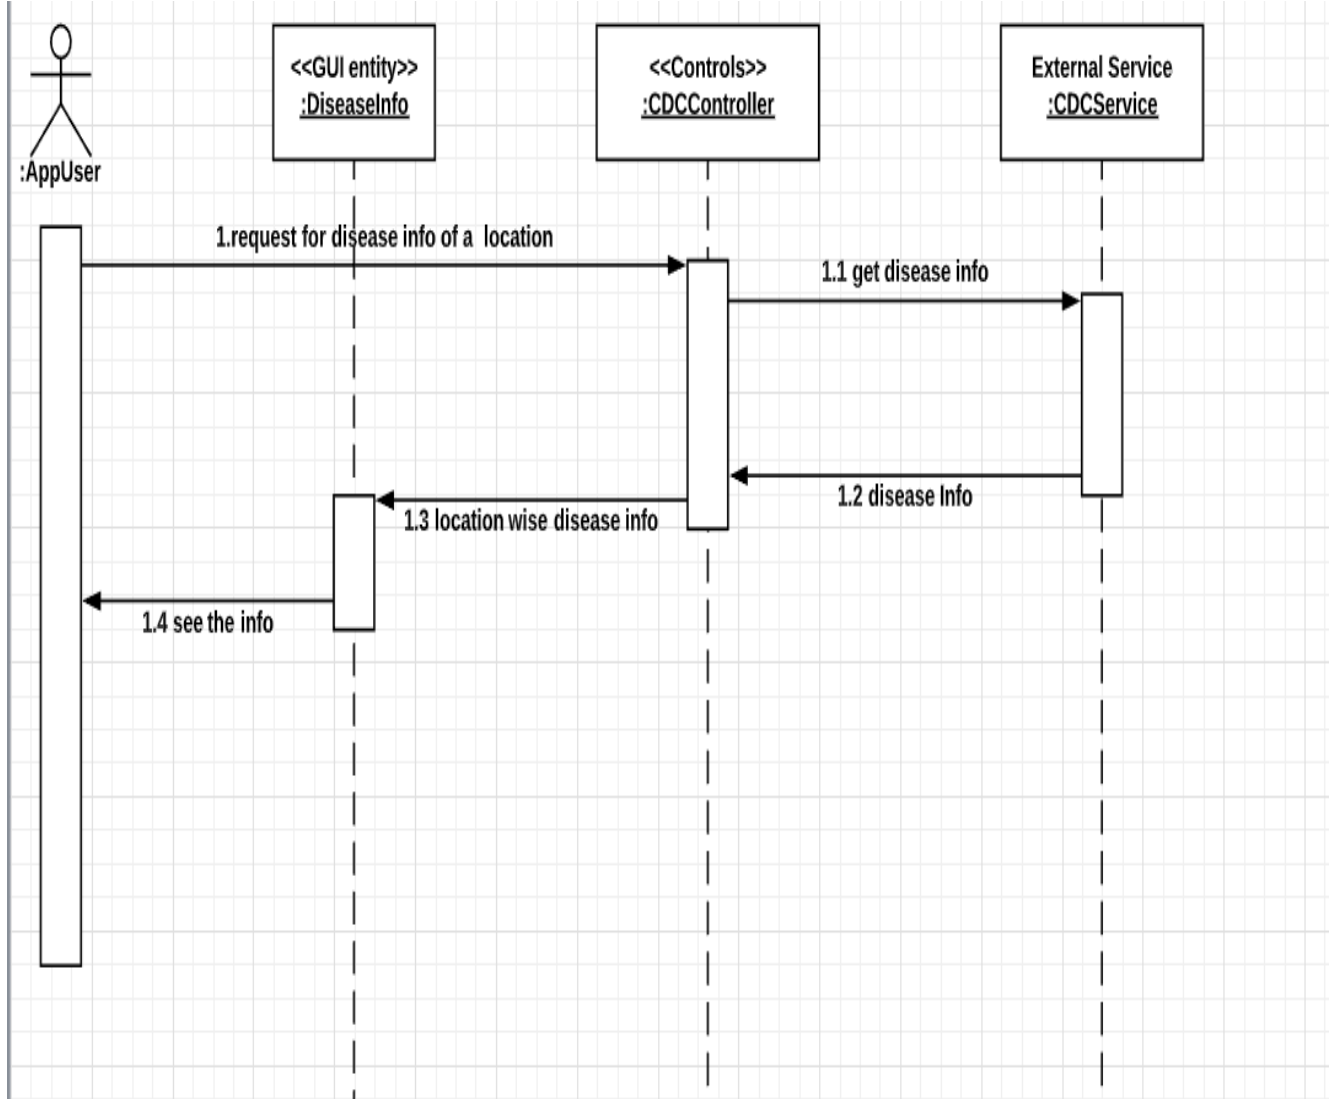 <<GUI entity>>
:DiseaseInfo
<<Controls>>
:CDCController
External Service
:CDCService
:AppUser
1.request for disease info of a location
1.1 get disease info
1.2 disease Info
1.3 location wise disease info
1.4 see the info